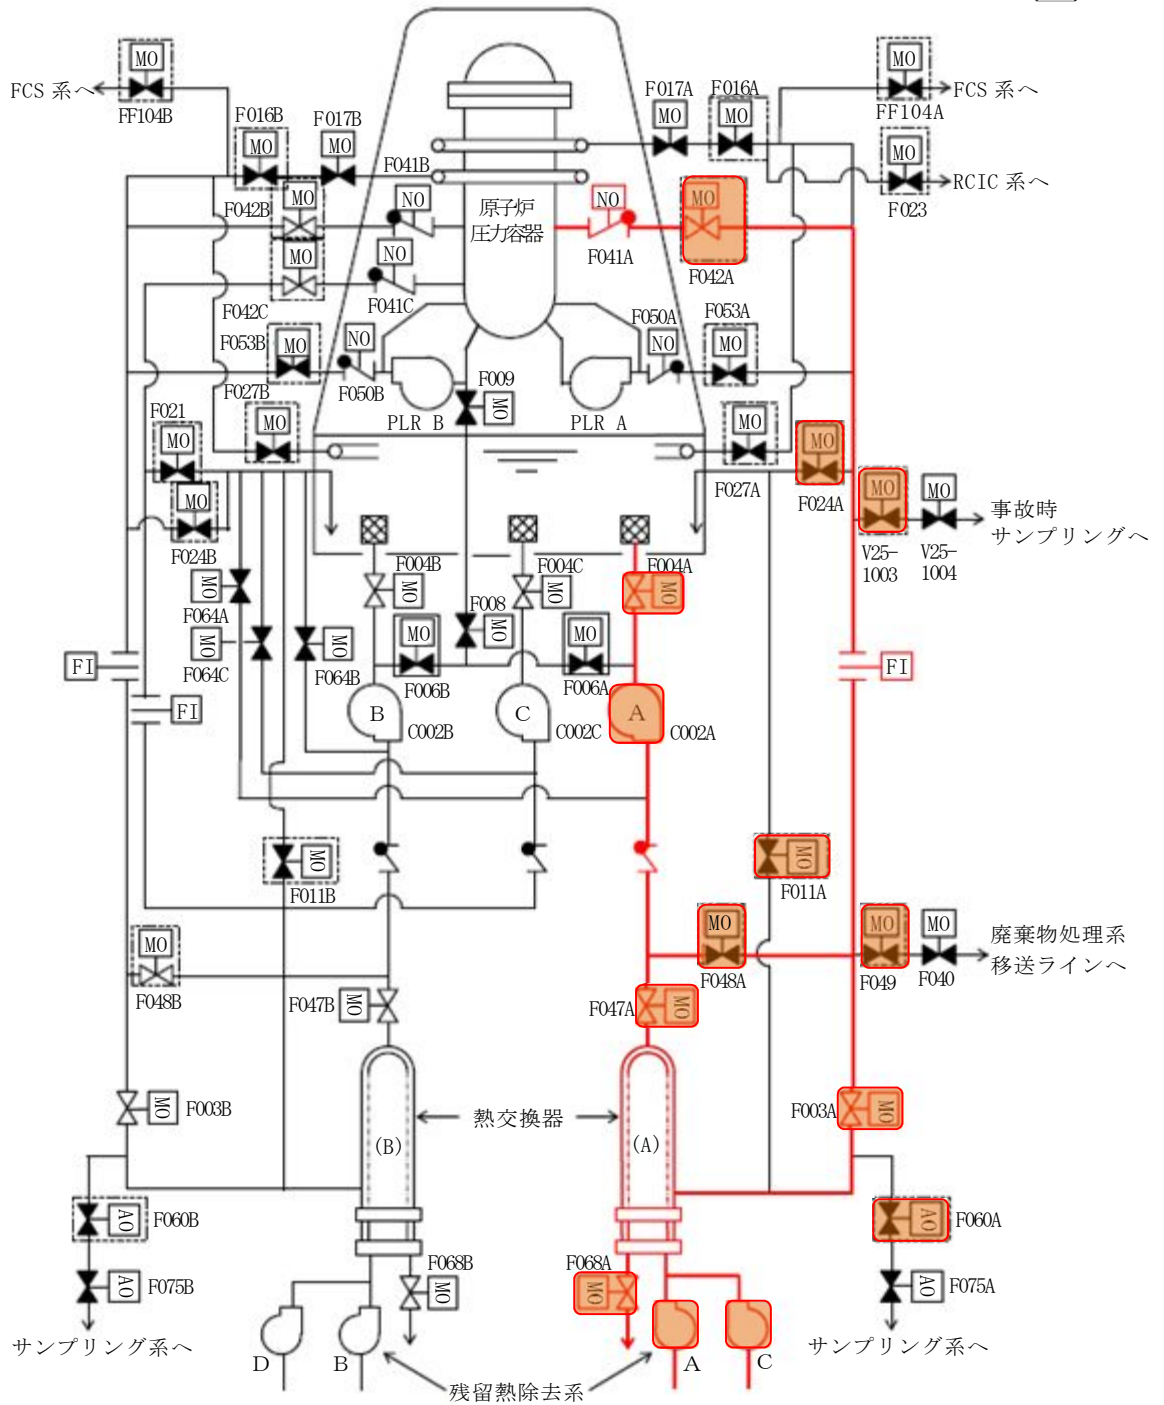 MO
MO
FCS 系へ
FF104B
F016B
F017B
F017A
F016A
FF104A
FCS 系へ
MO
MO
MO
MO
MO
RCIC 系へ
F023
F041B
F042B
MO
NO
原子炉
圧力容器
NO
F041A
MO
F042A
MO
NO
F042C
F041C
F053B
MO
NO
F050B
F050A
NO
F053A
MO
F027B
F009
MO
PLR B
PLR A
F021
MO
MO
MO
F027A
MO
F024A
MO
F024B
MO
V25-
1003
MO
V25-
1004
事故時
サンプリングへ
MO
F064A
F004B
MO
F004C
MO
F004A
MO
MO
F064C
MO
F064B
MO
F006B
F008
MO
MO
F006A
FI
FI
FI
B
C002B
C
C002C
A
C002A
MO
F011B
MO
F011A
MO
F048B
MO
F048A
MO
F049
MO
F040
廃棄物処理系
移送ラインへ
F047B
MO
F047A
MO
MO
F003B
熱交換器
F003A
MO
(B)
(A)
AO
F060B
AO
F060A
AO
F075B
F068B
MO
F068A
MO
AO
F075A
サンプリング系へ
D
B
A
C
サンプリング系へ
残留熱除去系